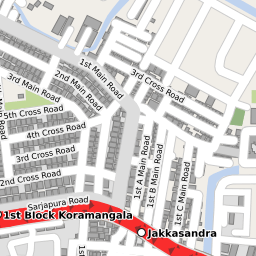 1st Main Road
2nd Main Road
3rd Main Road
3rd Cross Road
5th Cross Road
4th Cross Road
3rd Cross Road
2nd Cross Road
Main Road
1st A Main Road
1st B Main Road
1st C Main Road
Sarjapura Road
1st Block Koramangala
Jakkasandra